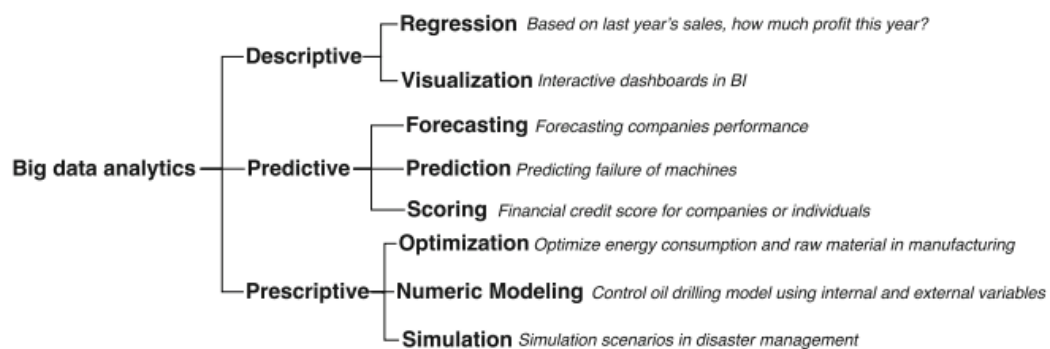 Regression Based on last year's sales, how much profit this year?
Descriptive
Visualization Interactive dashboards in BI
Forecasting Forecasting companies performance
Big data analytics Predictive Prediction Predicting failure of machines
Scoring Financial credit score for companies or individuals
Optimization Optimize energy consumption and raw material in manufacturing
Prescriptive Numeric Modeling Control oil drilling model using internal and external variables
Simulation Simulation scenarios in disaster management